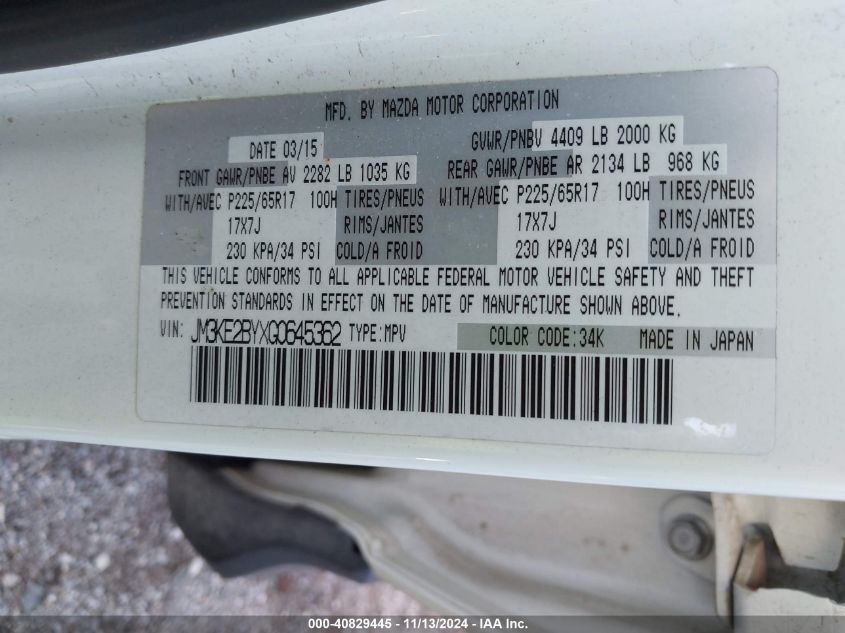 MFD. BY MAZDA MOTOR CORPORATION
DATE 03/15 GVWR/PNBV 4409 LB 2000 KG
FRONT GAWR/PNBE AV 2282 LB 1035 KG REAR GAWR/PNBE AR 2134 LB 968 KG
WITH/AVEC P225/65R17 100H TIRES/PNEUS WITH/AVEC P225/65R17 100H TIRES/PNEUS
17X7J RIMS/JANTES 17X7J RIMS/JANTES
230 KPA/34 PSI COLD/A FROID 230 KPA/34 PSI COLD/A FROID
THIS VEHICLE CONFORMS TO ALL APPLICABLE FEDERAL MOTOR VEHICLE SAFETY AND THEFT
PREVENTION STANDARDS IN EFFECT ON THE DATE OF MANUFACTURE SHOWN ABOVE.
VIN: JM3KE2BYXG0645362 TYPE:MPV COLOR CODE:34K MADE IN JAPAN
000-40829445 - 11/13/2024 - IAAI Inc.